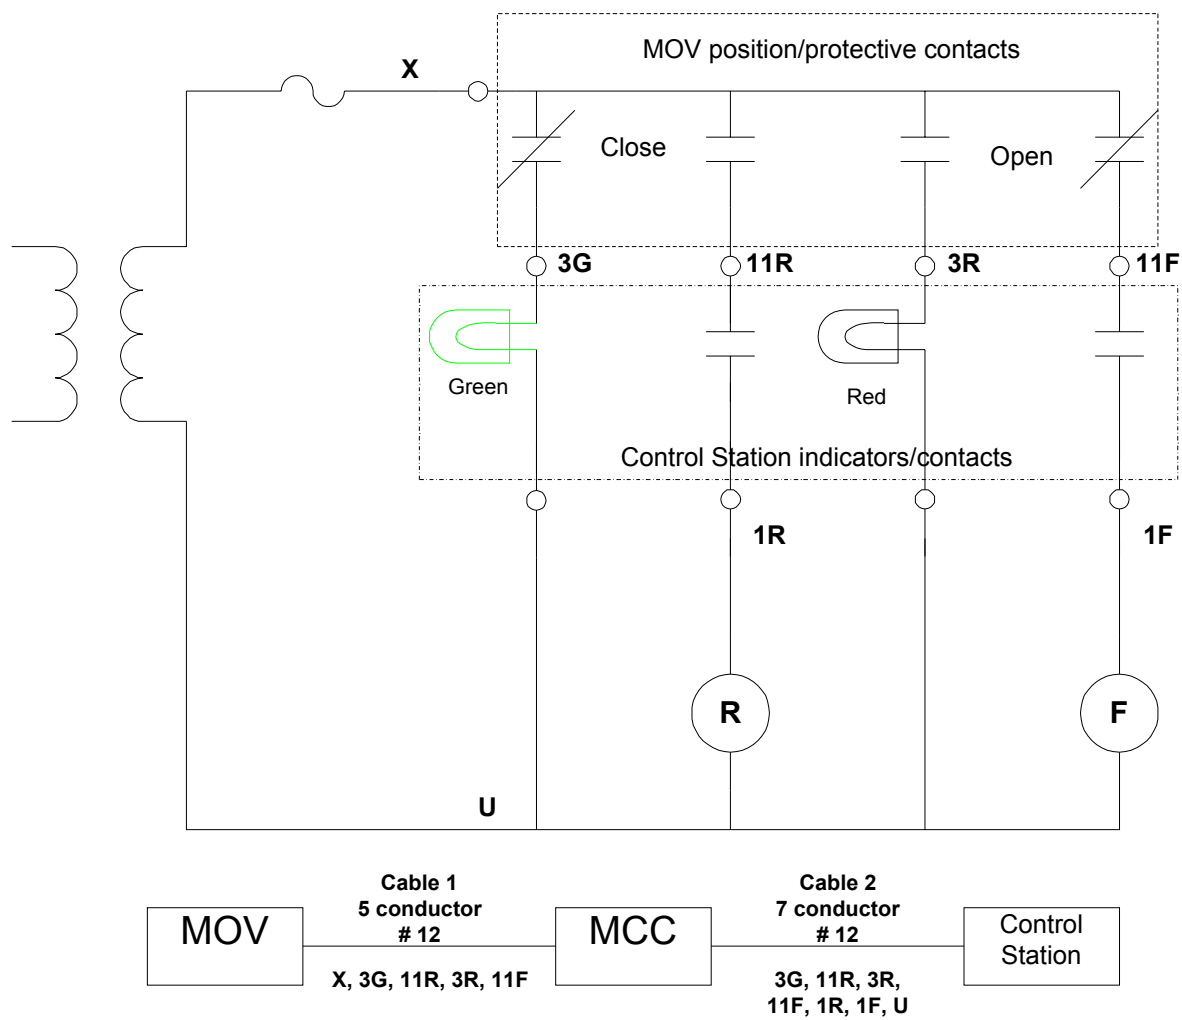 MOV position/protective contacts
X
Close
Open
3G
11R
3R
11F
Green
Red
Control Station indicators/contacts
1R
1F
R
F
U
Cable 1
5 conductor
# 12
Cable 2
7 conductor
# 12
MOV
MCC
Control
Station
X, 3G, 11R, 3R, 11F
3G, 11R, 3R,
11F, 1R, 1F, U